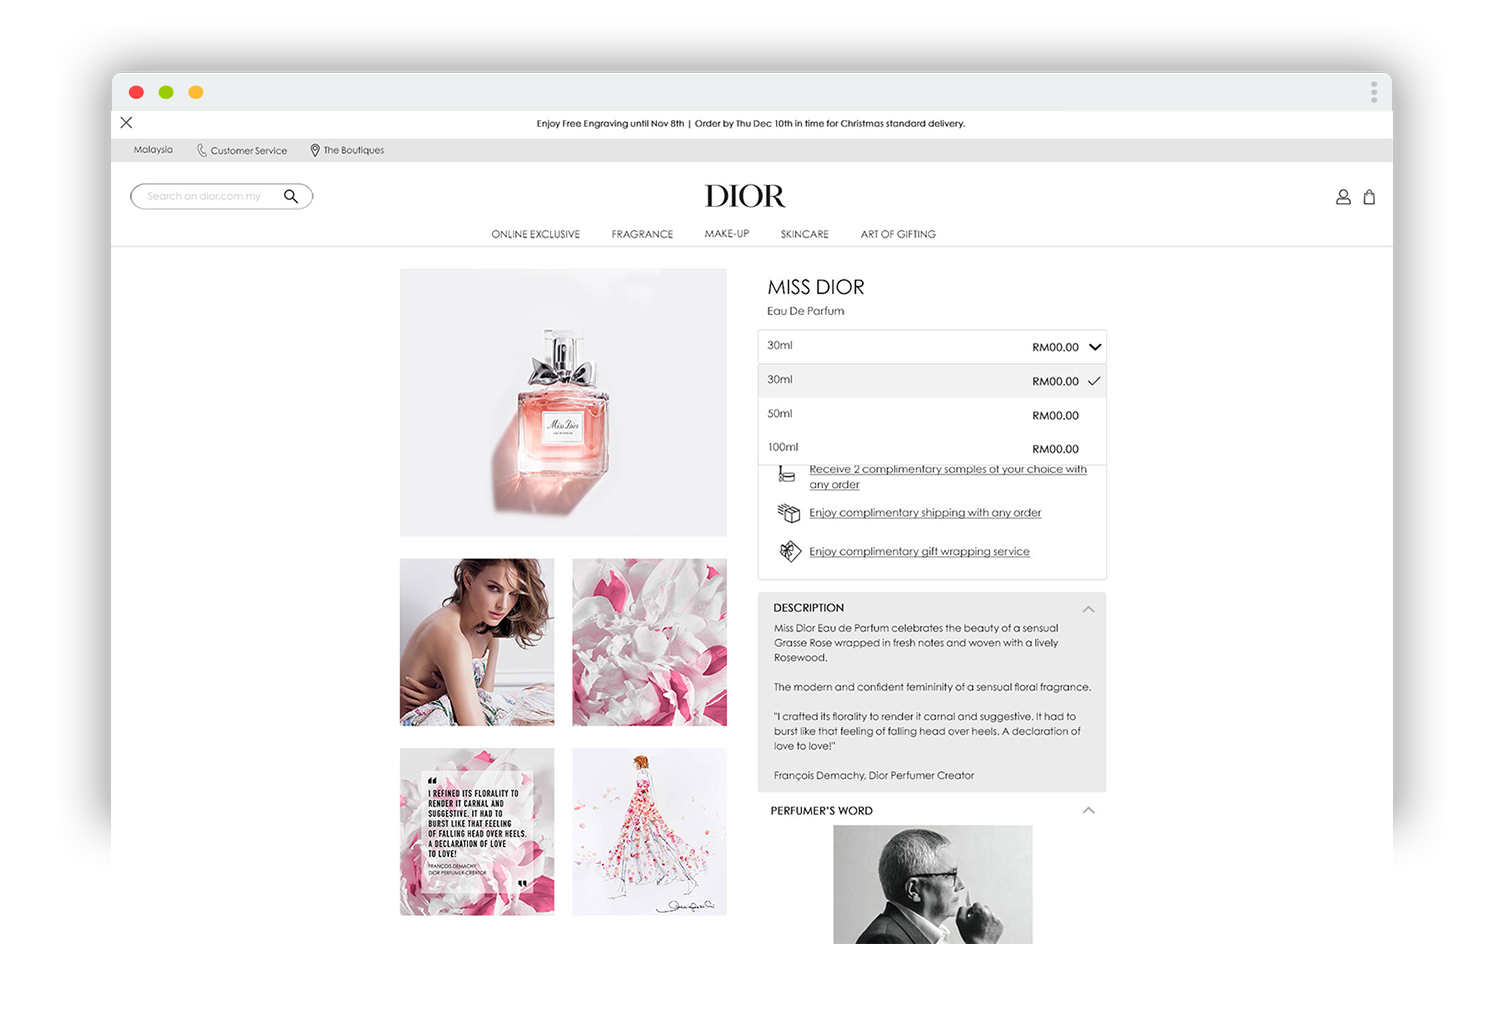 Enjoy Free Engraving until Nov 8th | Order by Thu Dec 10th in time for Christmas standard delivery.
Malaysia
Customer Service
The Boutiques
Search on dior.com.my
DIOR
ONLINE EXCLUSIVE
FRAGRANCE
MAKE-UP
SKINCARE
ART OF GIFTING
Miss Dior
EAU DE PARFUM
MISS DIOR
Eau De Parfum
30ml RM00.00
30ml RM00.00
50ml RM00.00
100ml RM00.00
Receive 2 complimentary samples of your choice with
any order
Enjoy complimentary shipping with any order
Enjoy complimentary gift wrapping service
DESCRIPTION
Miss Dior Eau de Parfum celebrates the beauty of a sensual
Grasse Rose wrapped in fresh notes and woven with a lively
Rosewood.
The modern and confident femininity of a sensual floral fragrance.
"I crafted its florality to render it carnal and suggestive. It had to
burst like that feeling of falling head over heels. A declaration of
love to love!"
François Demachy, Dior Perfumer Creator
PERFUMER'S WORD
“
I REFINED ITS FLORALITY TO
RENDER IT CARNAL AND
SUGGESTIVE. IT HAD TO
BURST LIKE THAT FEELING
OF FALLING HEAD OVER HEELS.
A DECLARATION OF LOVE
TO LOVE!
FRANÇOIS DEMACHY,
DIOR PERFUMER-CREATOR
”